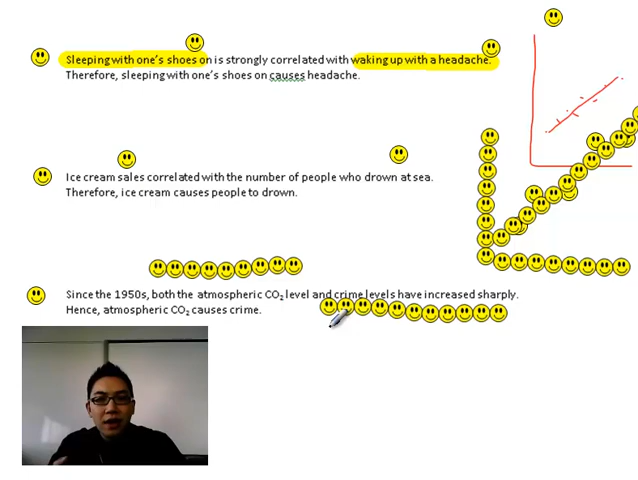 Sleeping with one's shoes on is strongly correlated with waking up with a headache.
Therefore, sleeping with one's shoes on causes headache.
Ice cream sales correlated with the number of people who drown at sea.
Therefore, ice cream causes people to drown.
Since the 1950s, both the atmospheric CO₂ level and crime levels have increased sharply.
Hence, atmospheric CO₂ causes crime.